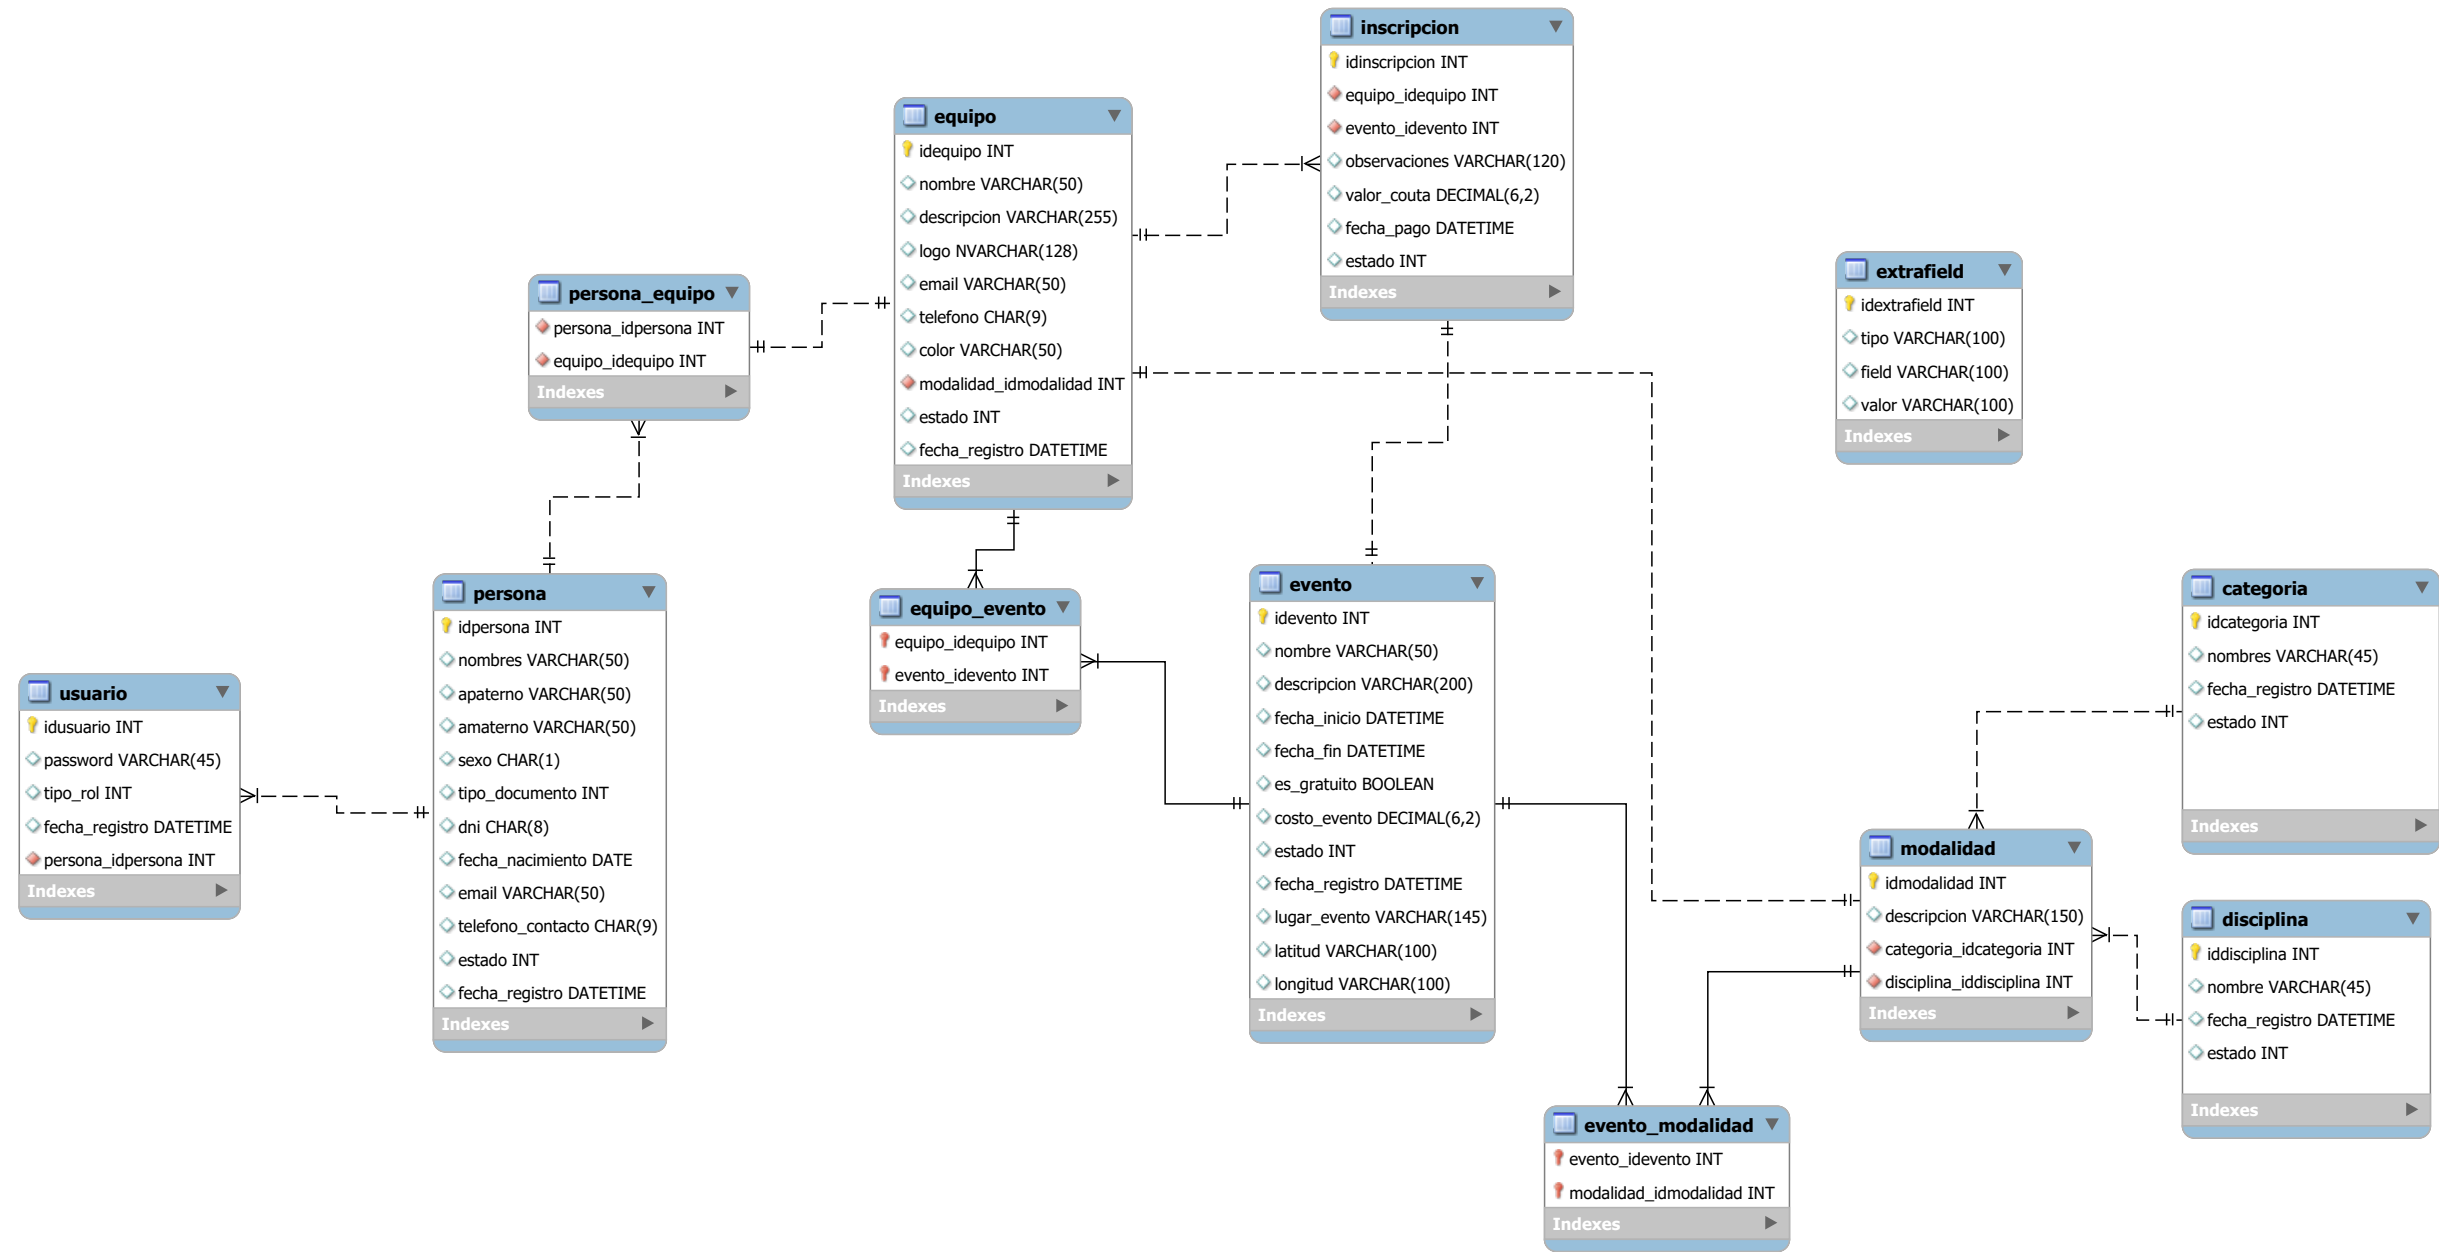 inscripcion
idinscripcion INT
equipo_idequipo INT
evento_idevento INT
observaciones VARCHAR(120)
valor_couta DECIMAL(6,2)
fecha_pago DATETIME
estado INT
Indexes
equipo
idequipo INT
nombre VARCHAR(50)
descripcion VARCHAR(255)
logo NVARCHAR(128)
email VARCHAR(50)
telefono CHAR(9)
color VARCHAR(50)
modalidad_idmodalidad INT
estado INT
fecha_registro DATETIME
Indexes
extrafield
idextrafield INT
tipo VARCHAR(100)
field VARCHAR(100)
valor VARCHAR(100)
Indexes
persona_equipo
persona_idpersona INT
equipo_idequipo INT
Indexes
persona
idpersona INT
nombres VARCHAR(50)
apaterno VARCHAR(50)
amaterno VARCHAR(50)
sexo CHAR(1)
tipo_documento INT
dni CHAR(8)
fecha_nacimiento DATE
email VARCHAR(50)
telefono_contacto CHAR(9)
estado INT
fecha_registro DATETIME
Indexes
usuario
idusuario INT
password VARCHAR(45)
tipo_rol INT
fecha_registro DATETIME
persona_idpersona INT
Indexes
equipo_evento
equipo_idequipo INT
evento_idevento INT
Indexes
evento
idevento INT
nombre VARCHAR(50)
descripcion VARCHAR(200)
fecha_inicio DATETIME
fecha_fin DATETIME
es_gratuito BOOLEAN
costo_evento DECIMAL(6,2)
estado INT
fecha_registro DATETIME
lugar_evento VARCHAR(145)
latitud VARCHAR(100)
longitud VARCHAR(100)
Indexes
categoria
idcategoria INT
nombres VARCHAR(45)
fecha_registro DATETIME
estado INT
Indexes
modalidad
idmodalidad INT
descripcion VARCHAR(150)
categoria_idcategoria INT
disciplina_iddisciplina INT
Indexes
disciplina
iddisciplina INT
nombre VARCHAR(45)
fecha_registro DATETIME
estado INT
Indexes
evento_modalidad
evento_idevento INT
modalidad_idmodalidad INT
Indexes